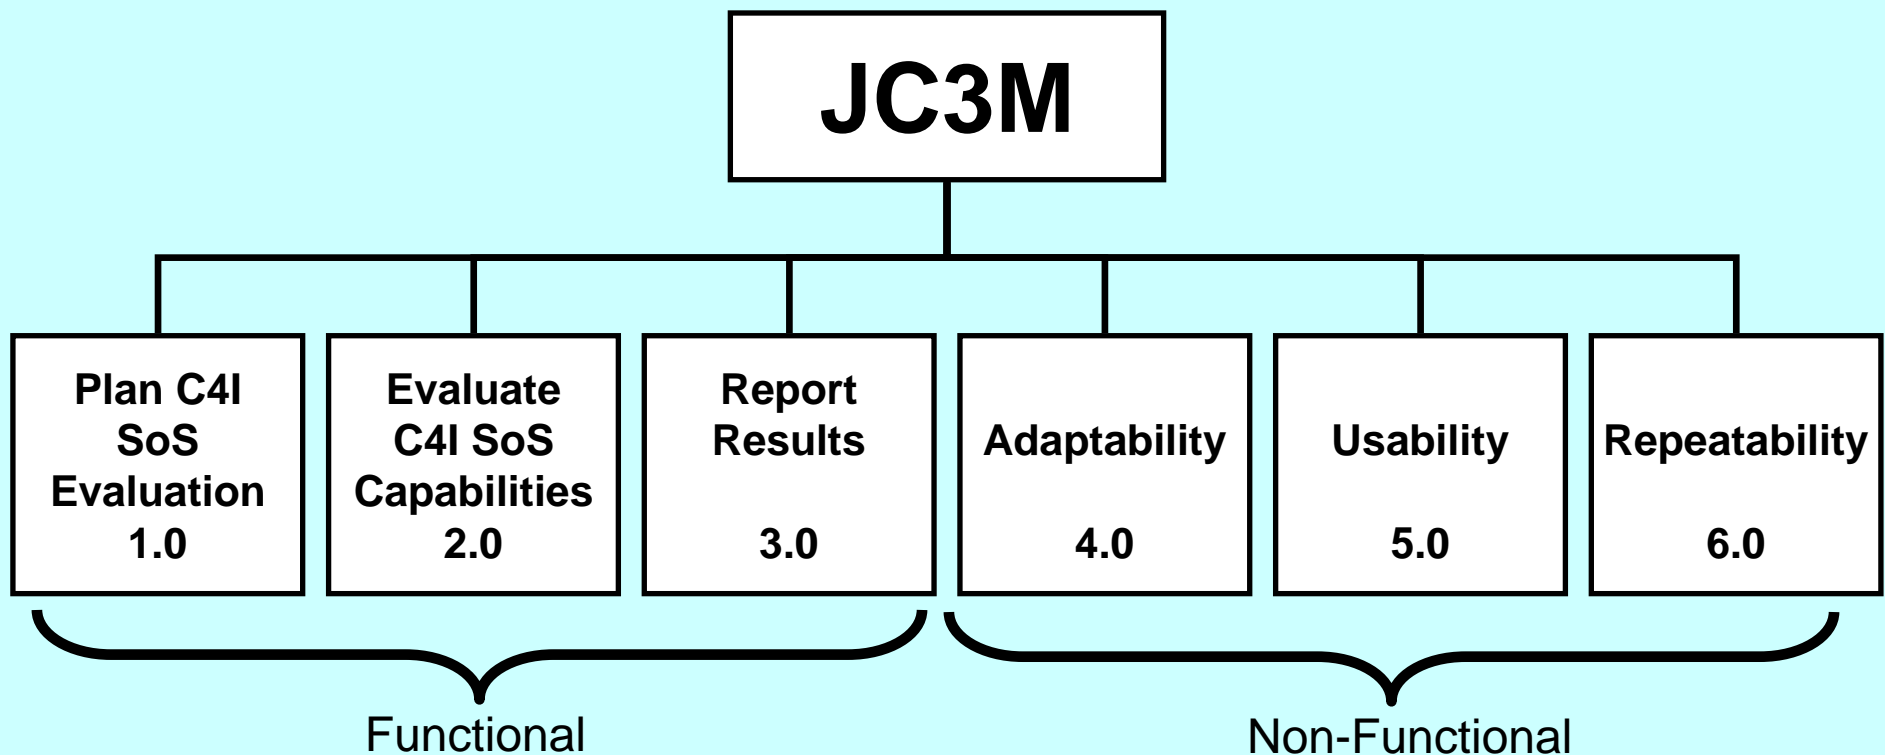 JC3M
Plan C4I
SoS
Evaluation
1.0
Evaluate
C4I SoS
Capabilities
2.0
Report
Results
3.0
Adaptability
4.0
Usability
5.0
Repeatability
6.0
Functional
Non-Functional